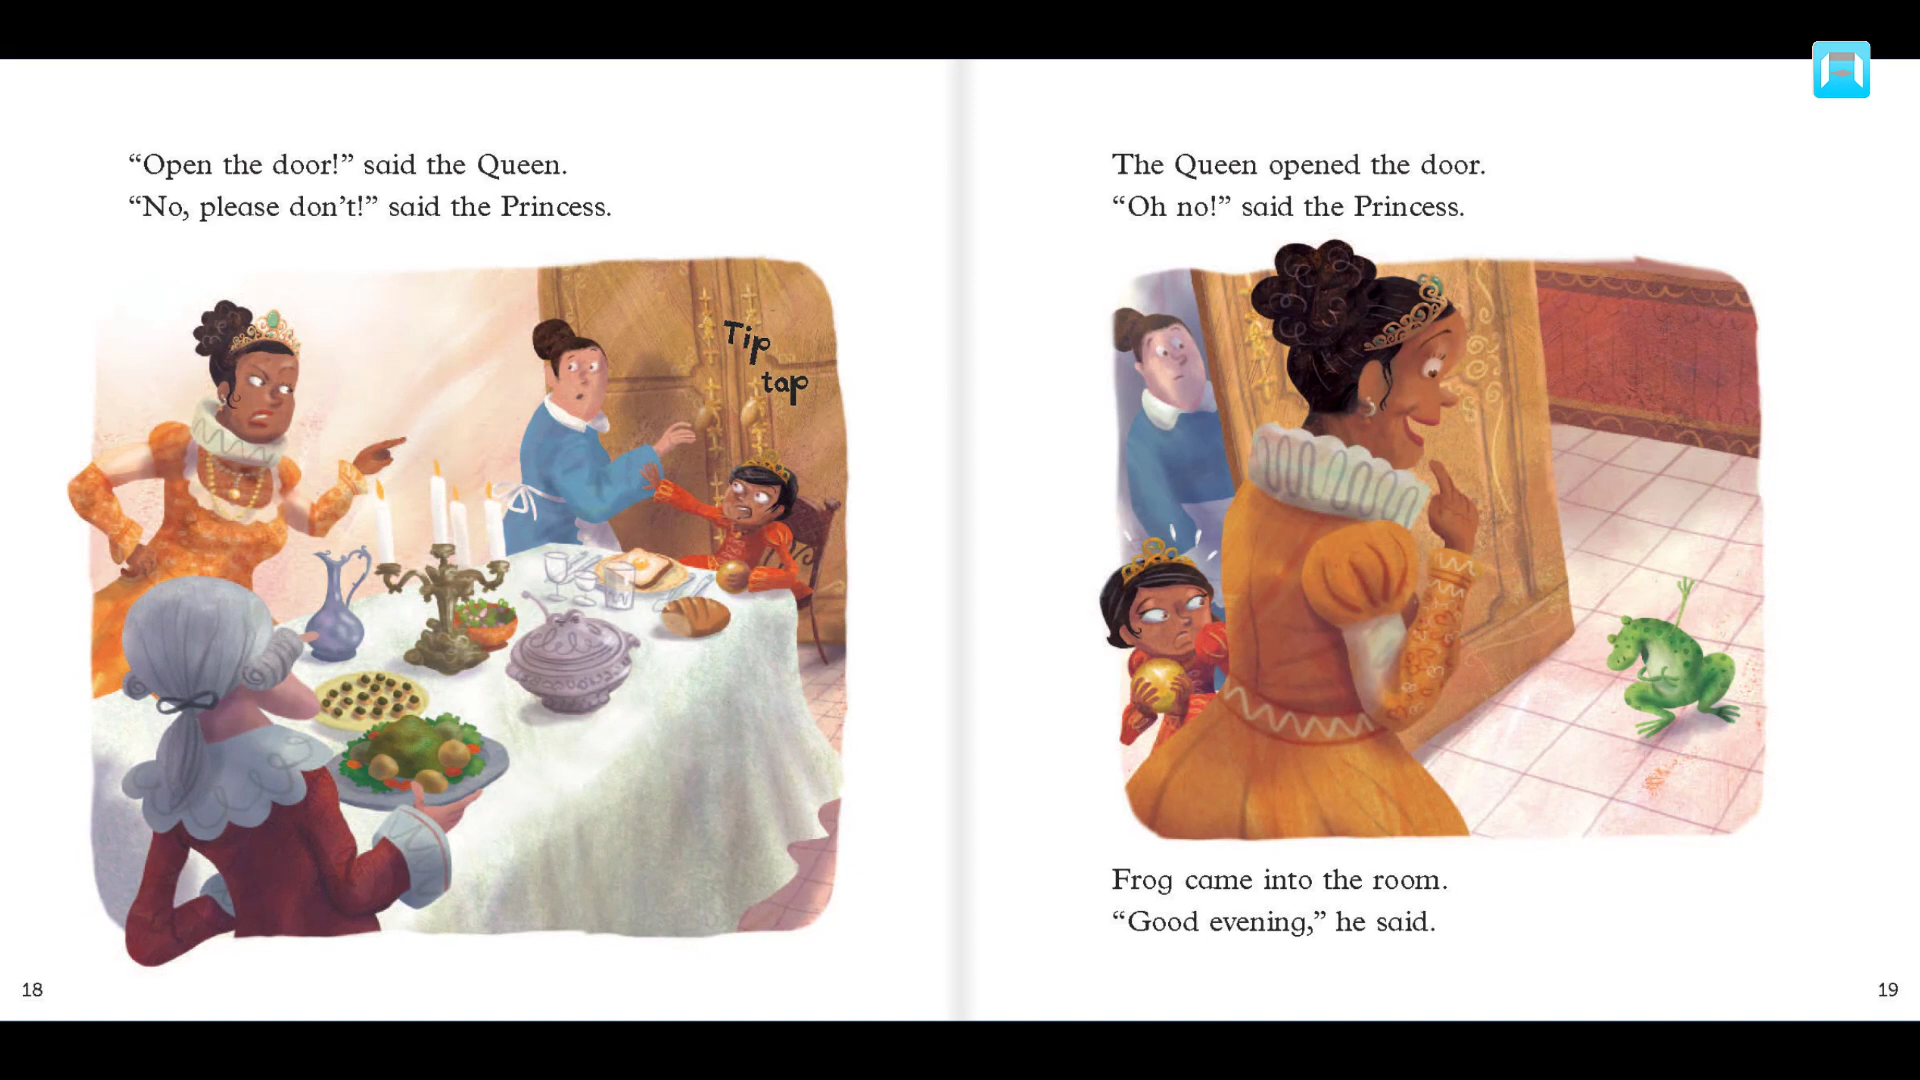 “Open the door!” said the Queen.
“No, please don’t!” said the Princess.
Tip
tap
18
The Queen opened the door.
“Oh no!” said the Princess.
Frog came into the room.
“Good evening,” he said.
19